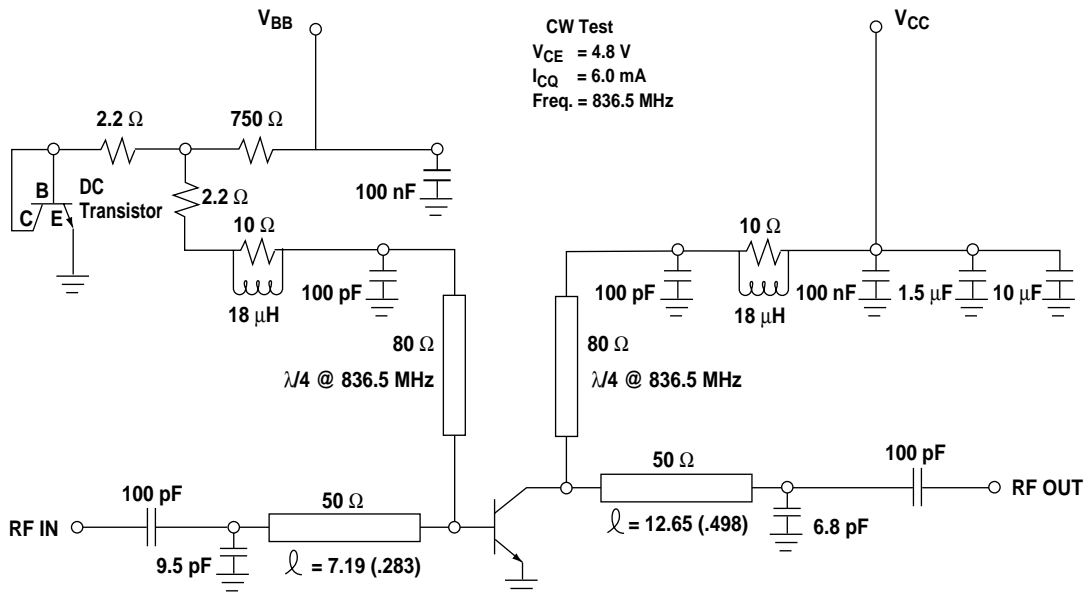 V_BB
CW Test
V_CE = 4.8 V
I_CQ = 6.0 mA
Freq. = 836.5 MHz
V_CC
2.2 Ω
750 Ω
B
C
E
DC
Transistor
2.2 Ω
100 nF
10 Ω
18 μH
100 pF
10 Ω
100 pF
18 μH
100 nF
1.5 μF
10 μF
80 Ω
λ/4 @ 836.5 MHz
80 Ω
λ/4 @ 836.5 MHz
RF IN
100 pF
9.5 pF
50 Ω
ℓ = 7.19 (.283)
50 Ω
ℓ = 12.65 (.498)
6.8 pF
100 pF
RF OUT